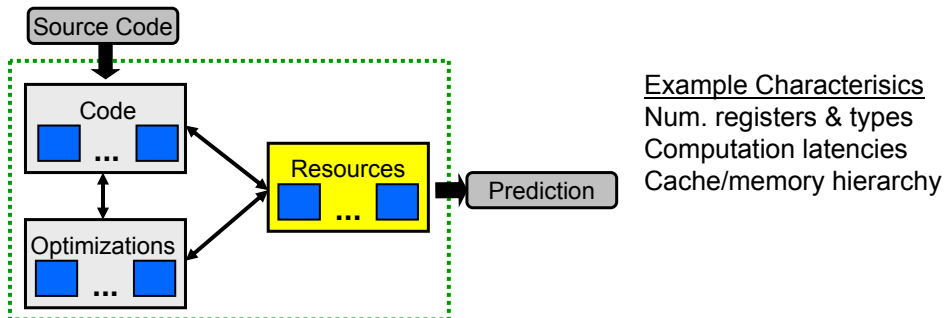 Source Code
Code
...
Resources
...
Optimizations
...
Prediction
Example Characterisics
Num. registers & types
Computation latencies
Cache/memory hierarchy